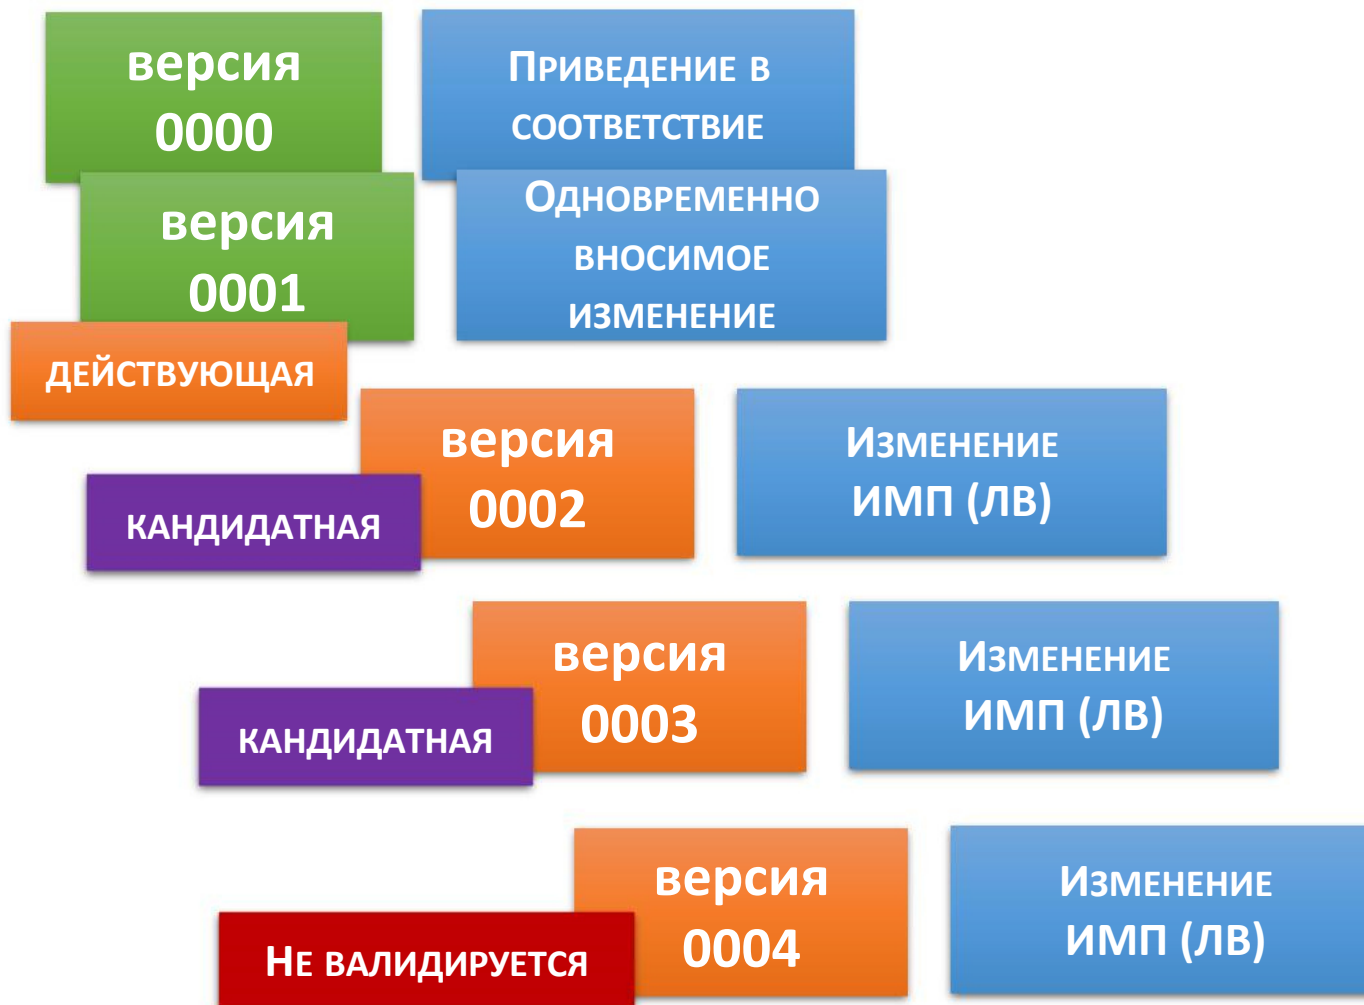 версия
0000
Приведение в
соответствие
версия
0001
Одновременно
вносимое
изменение
действующая
версия
0002
Изменение
ИМП (ЛВ)
кандидатная
версия
0003
Изменение
ИМП (ЛВ)
кандидатная
версия
0004
Изменение
ИМП (ЛВ)
Не валидируется